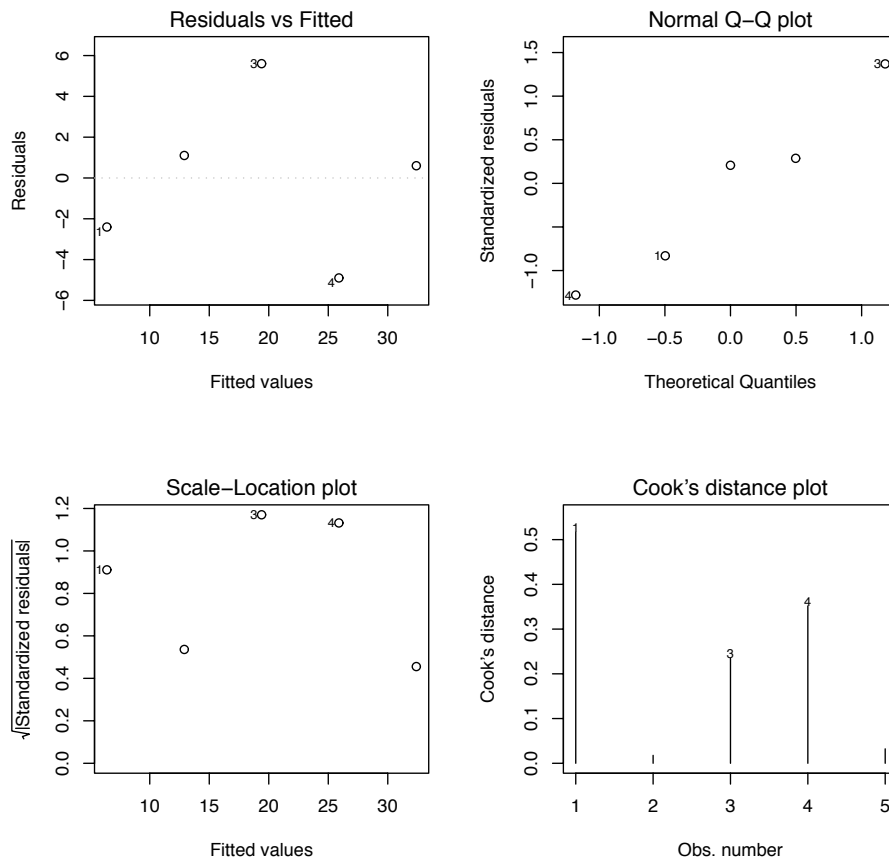 Residuals vs Fitted
6
4
2
0
−2
−4
−6
Residuals
3
1
4
10 15 20 25 30
Fitted values
Normal Q−Q plot
1.5
1.0
0.5
0.0
−1.0
Standardized residuals
3
1
4
−1.0 −0.5 0.0 0.5 1.0
Theoretical Quantiles
Scale−Location plot
1.2
1.0
0.8
0.6
0.4
0.2
0.0
√|Standardized residuals|
3
4
1
10 15 20 25 30
Fitted values
Cook's distance plot
0.5
0.4
0.3
0.2
0.1
0.0
Cook's distance
1
4
3
1 2 3 4 5
Obs. number